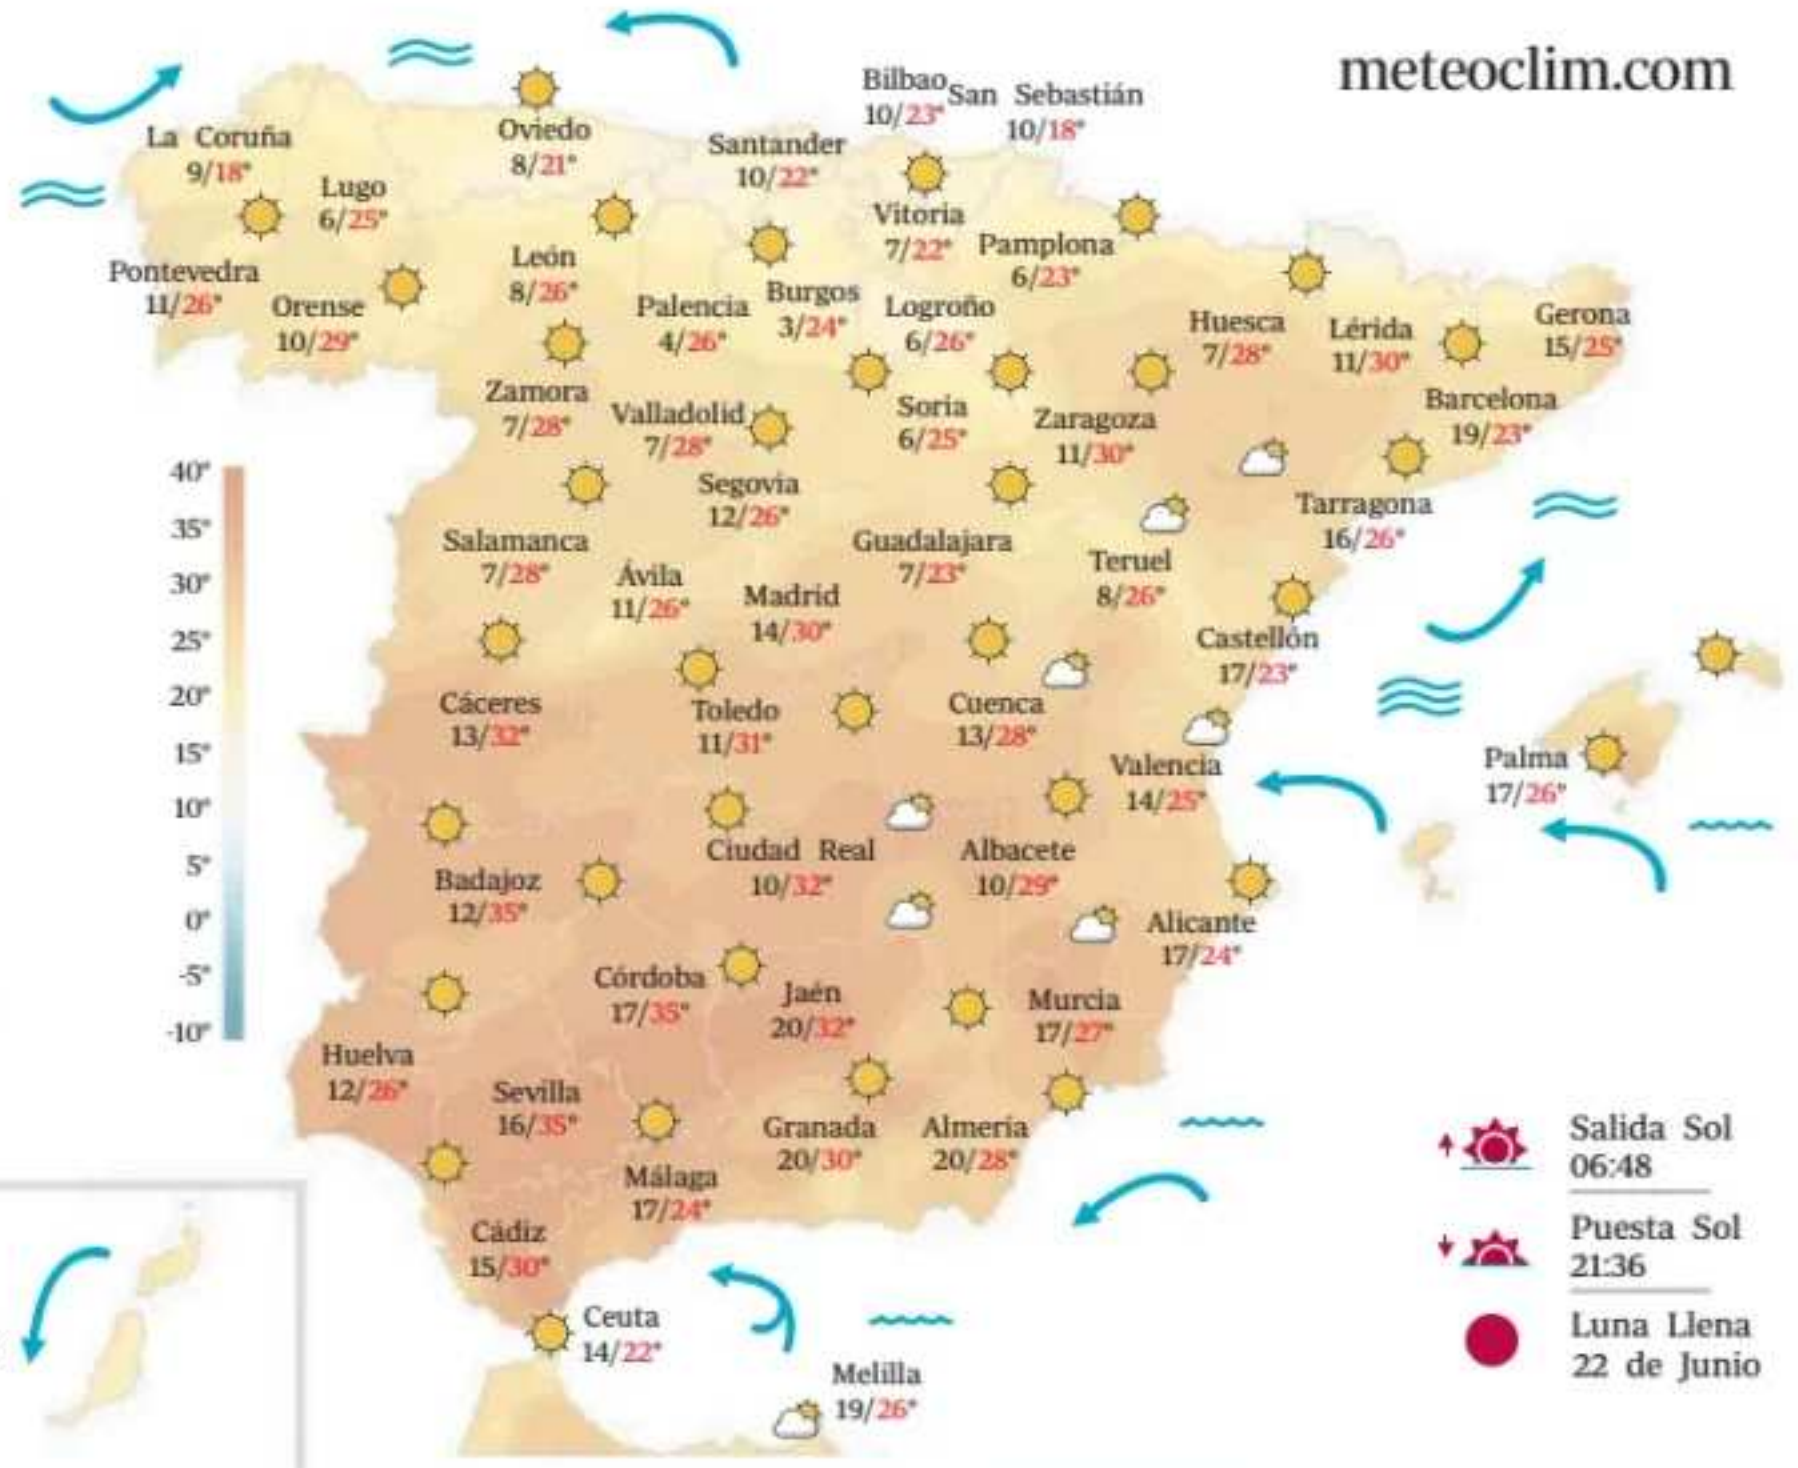 meteoclim.com
Bilbao
10/23°
San Sebastián
10/18°
La Coruña
9/18°
Oviedo
8/21°
Santander
10/22°
Lugo
6/25°
Vitoria
7/22°
Pamplona
6/23°
Pontevedra
11/26°
Orense
10/29°
León
8/26°
Palencia
4/26°
Burgos
3/24°
Logroño
6/26°
Huesca
7/28°
Lérida
11/30°
Gerona
15/25°
Zamora
7/28°
Valladolid
7/28°
Soria
6/25°
Zaragoza
11/30°
Barcelona
19/23°
Segovia
12/26°
Tarragona
16/26°
Salamanca
7/28°
Ávila
11/26°
Madrid
14/30°
Guadalajara
7/23°
Teruel
8/26°
Castellón
17/23°
Cáceres
13/32°
Toledo
11/31°
Cuenca
13/28°
Valencia
14/25°
Palma
17/26°
Badajoz
12/35°
Ciudad Real
10/32°
Albacete
10/29°
Alicante
17/24°
Córdoba
17/35°
Jaén
20/32°
Murcia
17/27°
Huelva
12/26°
Sevilla
16/35°
Granada
20/30°
Almería
20/28°
Málaga
17/24°
Cádiz
15/30°
Ceuta
14/22°
Melilla
19/26°
40°
35°
30°
25°
20°
15°
10°
5°
0°
-5°
-10°
Salida Sol
06:48
Puesta Sol
21:36
Luna Llena
22 de Junio